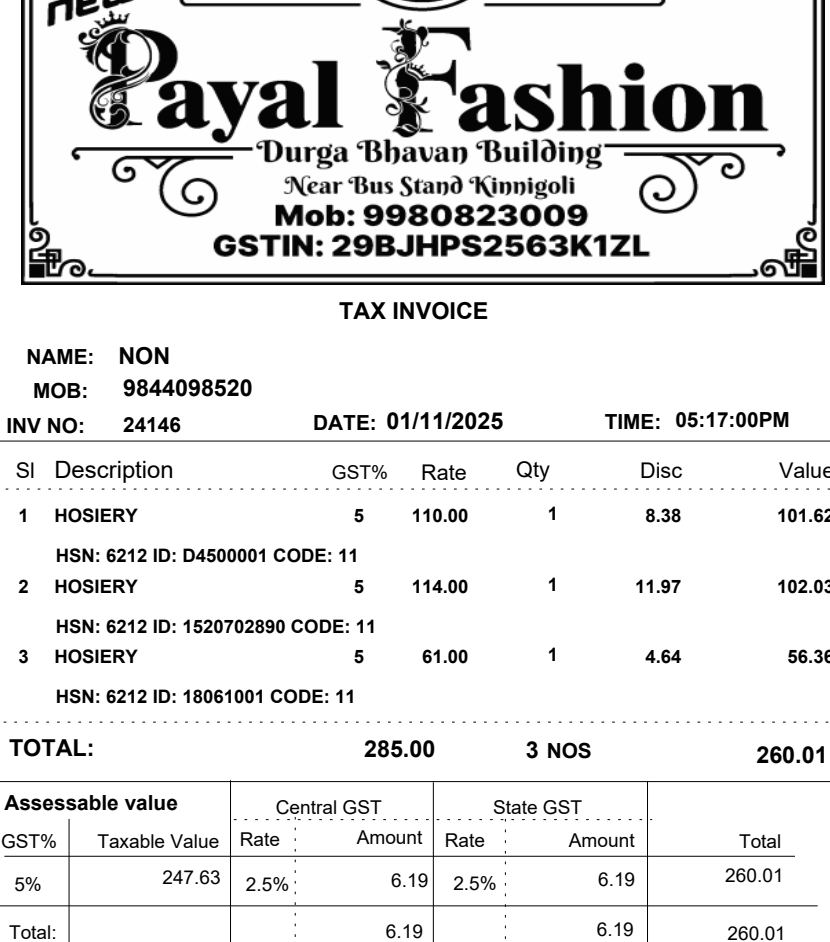 new
Payal Fashion
Durga Bhavan Building
Near Bus Stand Kinnigoli
Mob: 9980823009
GSTIN: 29BJHPS2563K1ZL
TAX INVOICE
NAME: NON
MOB: 9844098520
INV NO: 24146 DATE: 01/11/2025 TIME: 05:17:00PM
Sl Description GST% Rate Qty Disc Value
1 HOSIERY 5 110.00 1 8.38 101.62
HSN: 6212 ID: D4500001 CODE: 11
2 HOSIERY 5 114.00 1 11.97 102.03
HSN: 6212 ID: 1520702890 CODE: 11
3 HOSIERY 5 61.00 1 4.64 56.36
HSN: 6212 ID: 18061001 CODE: 11
TOTAL: 285.00 3 NOS 260.01
Assessable value Central GST State GST
GST% Taxable Value Rate Amount Rate Amount Total
5% 247.63 2.5% 6.19 2.5% 6.19 260.01
Total: 6.19 6.19 260.01